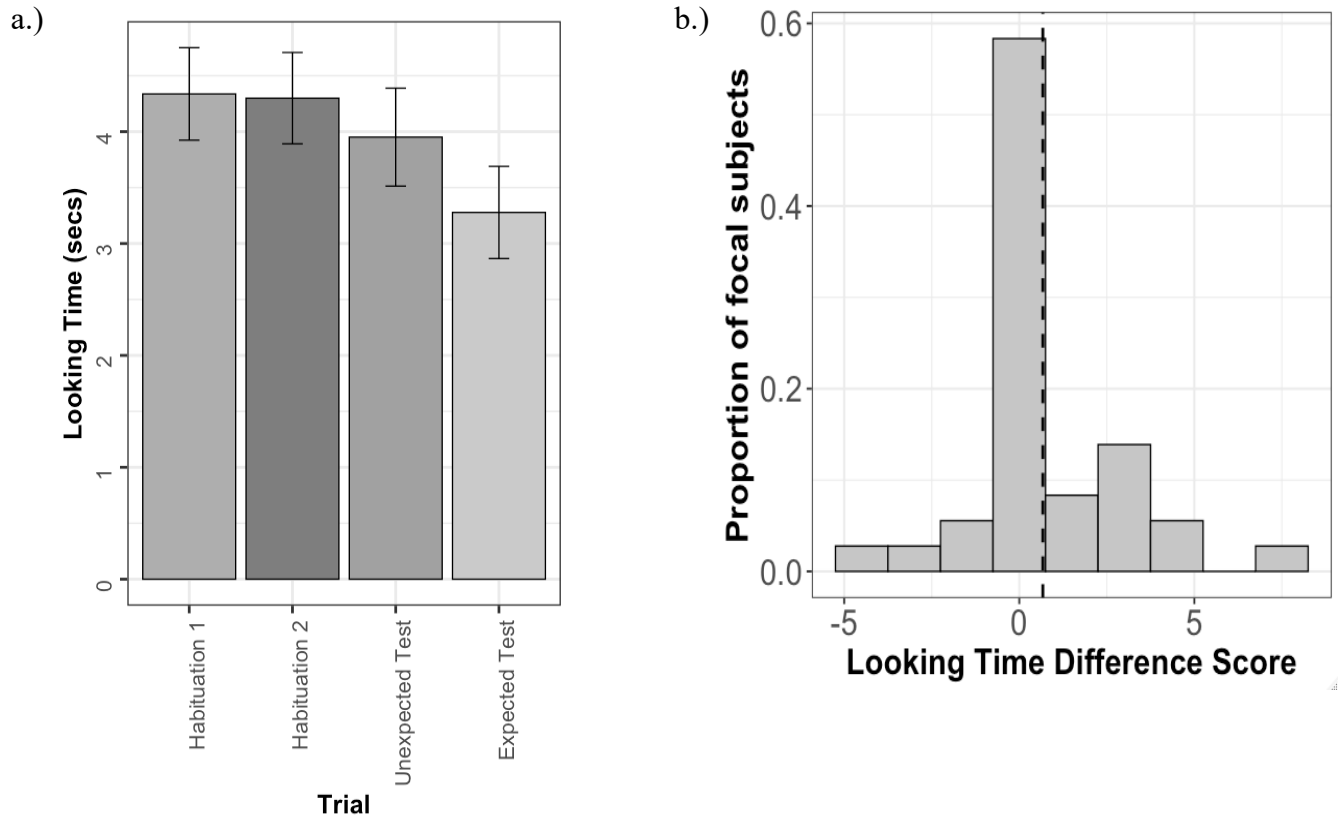 a.)
Looking Time (secs)
4
3
2
1
0
Habituation 1
Habituation 2
Unexpected Test
Expected Test
Trial
b.)
Proportion of focal subjects
0.6
0.4
0.2
0.0
-5 0 5
Looking Time Difference Score